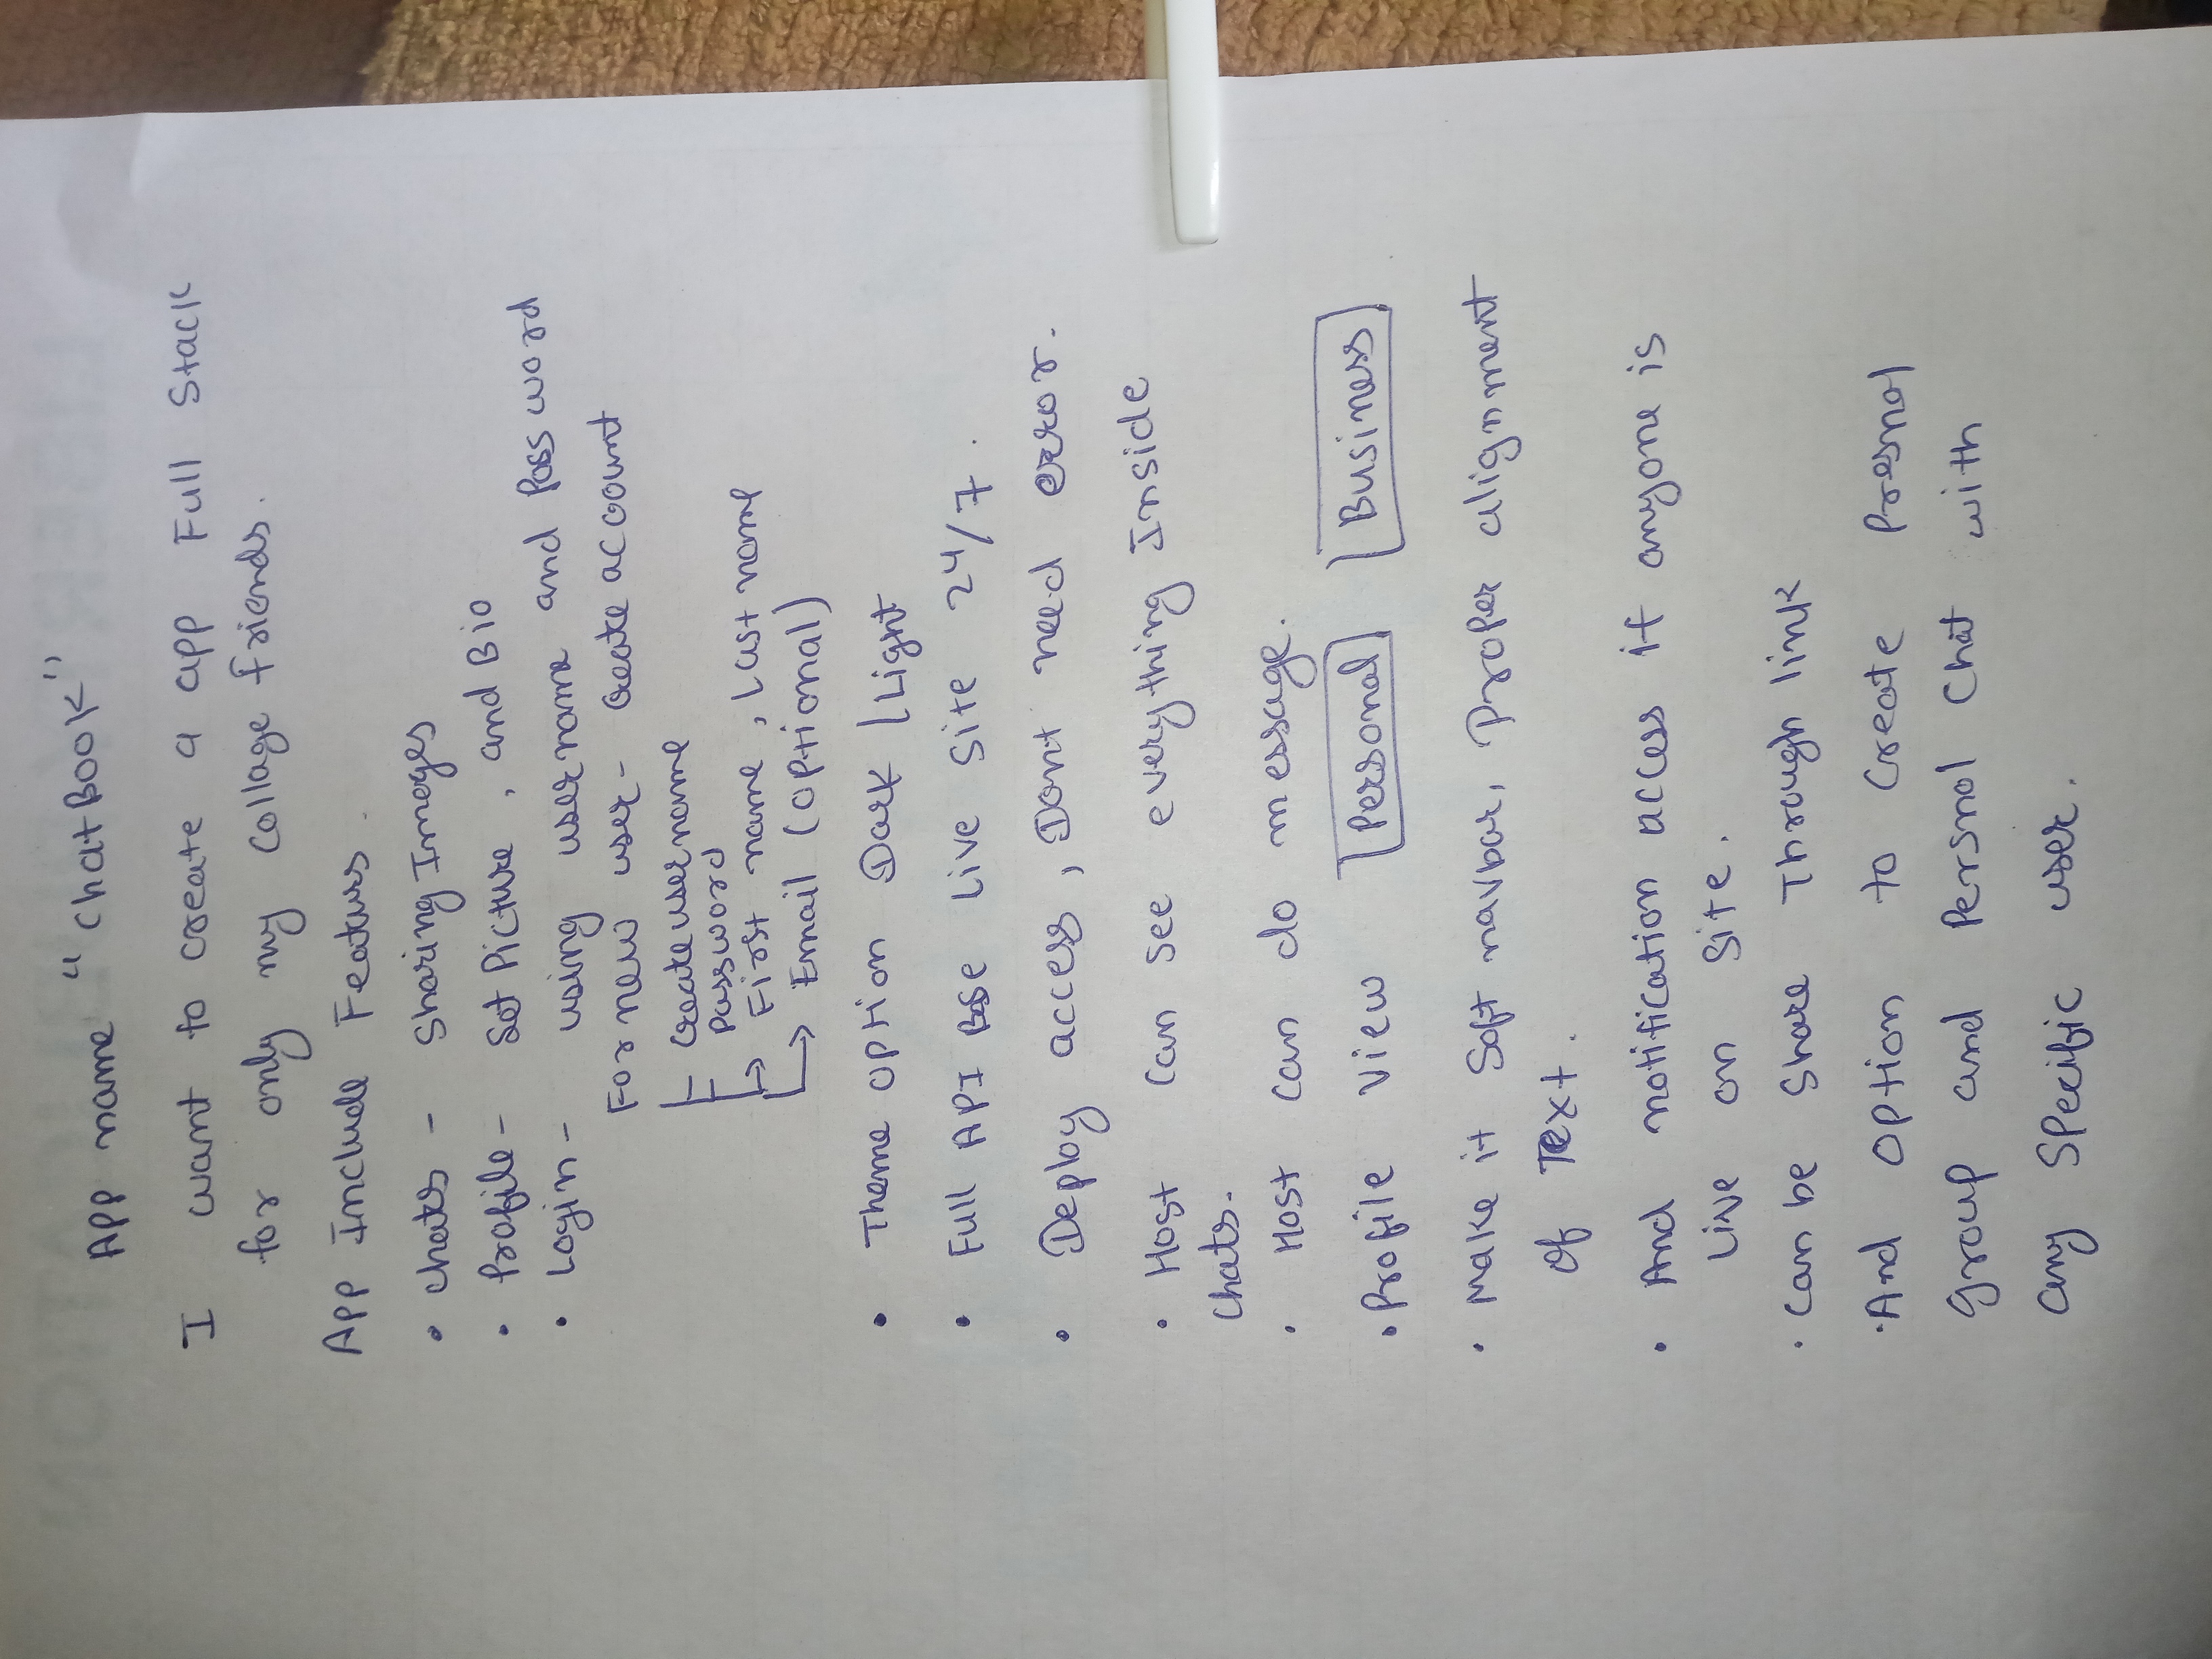 App name "ChatBook"
I want to create a app Full Stack
for only my Collage friends.
App Include Featurs.
• Chats - Sharing Images
• Profile - Set Picture, and Bio
• Login - using username and Password
For new user - Create account
Create username
Password
First name, Last name
Email (Optional)
• Theme option Dark / Light
• Full API Base Live Site 24/7.
• Deploy access, Dont need error.
• Host can see everything Inside
Chats.
• Host can do message.
• Profile View Personal Business
• Make it Soft navbar, Proper alignment
of Text.
• And notification access if anyone is
Live on Site.
• Can be Share Through link
• And Option to Create Presnol
group and Persnol Chat with
any Specific user.